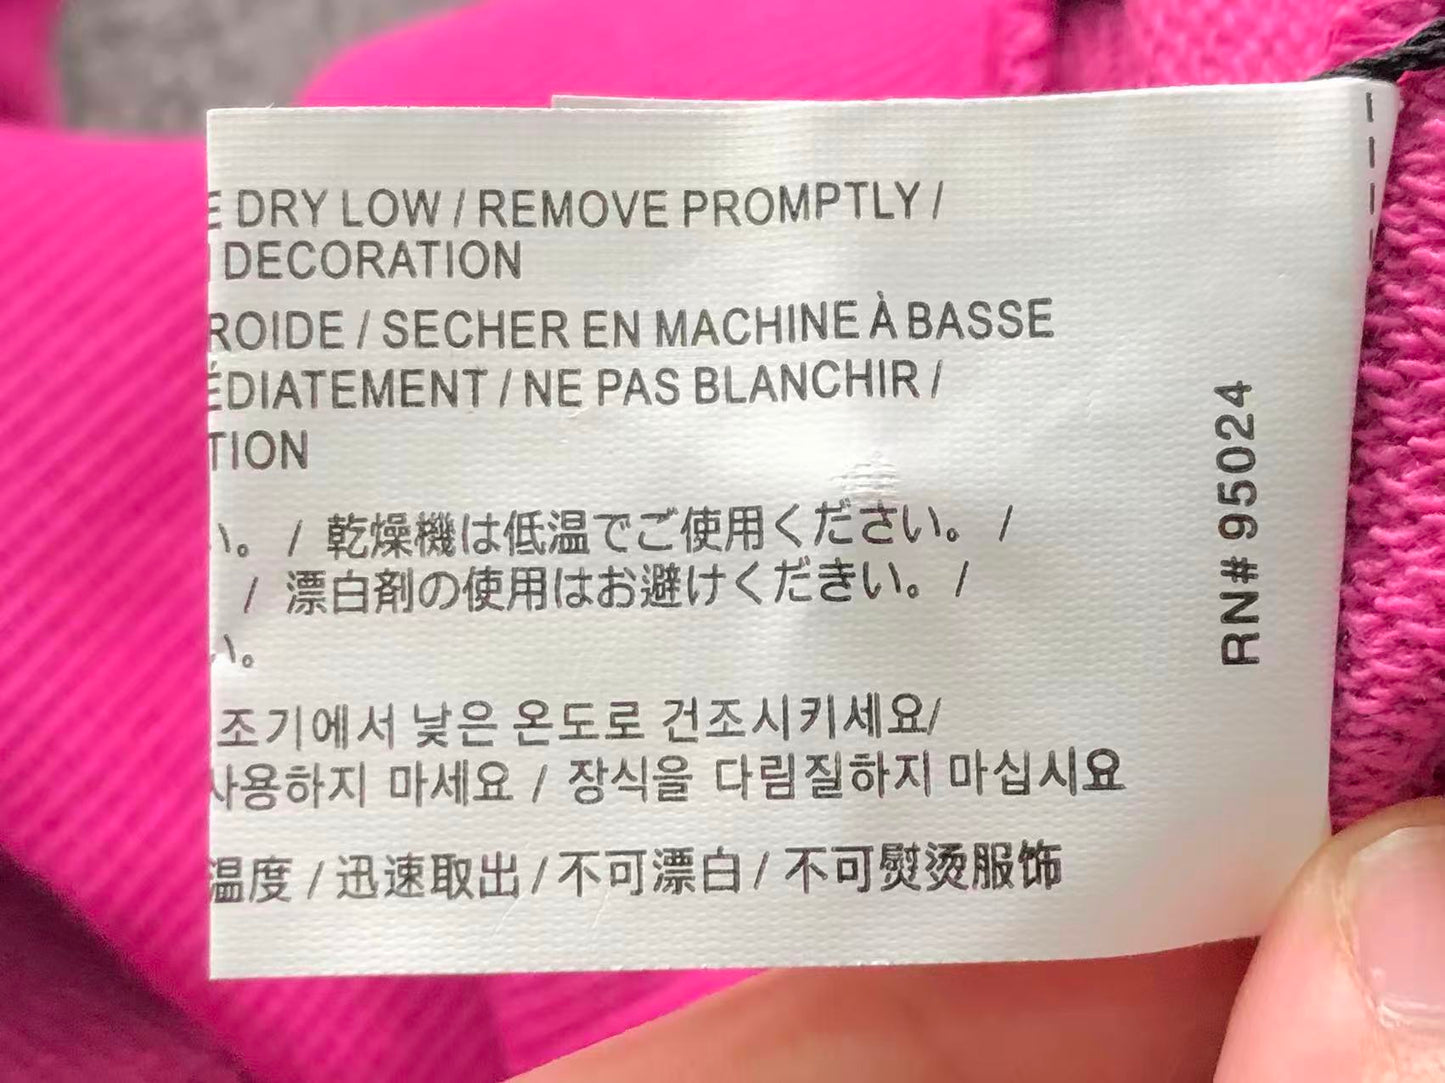 DRY LOW / REMOVE PROMPTLY /
DECORATION
ROIDE / SECHER EN MACHINE À BASSE
ÉDIATEMENT / NE PAS BLANCHIR /
TION
い。 / 乾燥機は低温でご使用ください。 /
/ 漂白剤の使用はお避けくだきい。 /
い。
조기에서 낮은 온도로 건조시키세요/
사용하지 마세요 / 장식을 다림질하지 마십시요
温度 / 迅速取出 / 不可漂白 / 不可熨烫服饰
RN# 95024